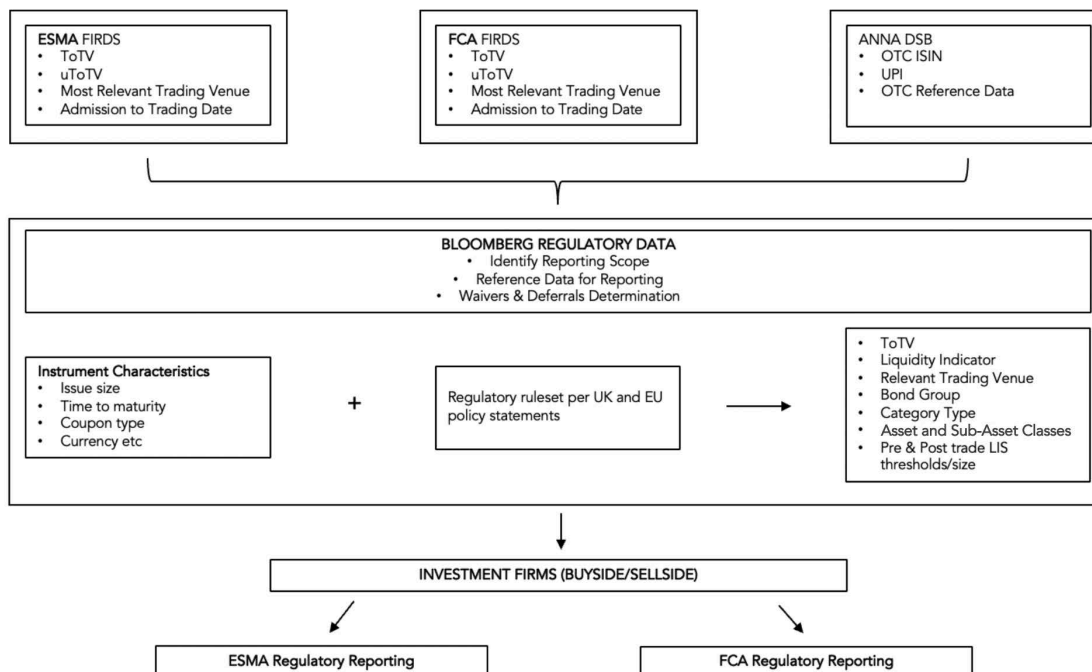 ESMA FIRDS
• ToTV
• uToTV
• Most Relevant Trading Venue
• Admission to Trading Date
FCA FIRDS
• ToTV
• uToTV
• Most Relevant Trading Venue
• Admission to Trading Date
ANNA DSB
• OTC ISIN
• UPI
• OTC Reference Data
BLOOMBERG REGULATORY DATA
• Identify Reporting Scope
• Reference Data for Reporting
• Waivers & Deferrals Determination
Instrument Characteristics
• Issue size
• Time to maturity
• Coupon type
• Currency etc
+
Regulatory ruleset per UK and EU
policy statements
• ToTV
• Liquidity Indicator
• Relevant Trading Venue
• Bond Group
• Category Type
• Asset and Sub-Asset Classes
• Pre & Post trade LIS
thresholds/size
INVESTMENT FIRMS (BUYSIDE/SELLSIDE)
ESMA Regulatory Reporting
FCA Regulatory Reporting